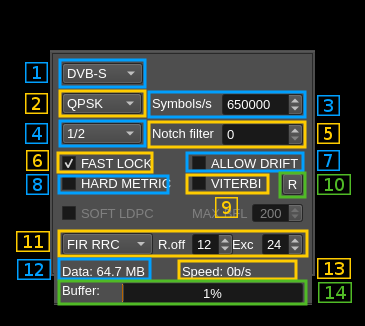 1 DVB-S
2 QPSK Symbols/s 650000 3
4 1/2 Notch filter 0 5
6 FAST LOCK ALLOW DRIFT 7
8 HARD METRIC VITERBI R 10
9
SOFT LDPC MAX BFL 200
11 FIR RRC R.off 12 Exc 24
12 Data: 64.7 MB Speed: 0b/s 13
Buffer: 1% 14